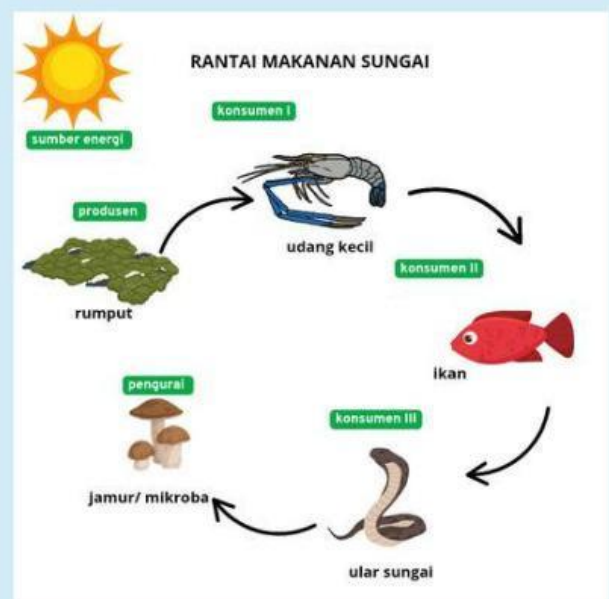 RANTAI MAKANAN SUNGAI
sumber energi
konsumen I
udang kecil
produsen
rumput
konsumen II
ikan
konsumen III
ular sungai
pengurai
jamur/ mikroba